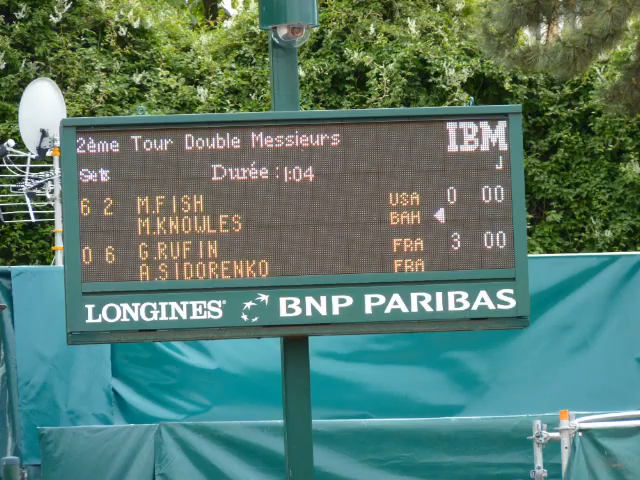 2ème Tour Double Messieurs IBM
Sets Durée :1:04
6 2 M.FISH USA 0 00
M.KNOWLES BAH
0 6 G.RUFIN FRA 3 00
A.SIDORENKO FRA
LONGINES BNP PARIBAS